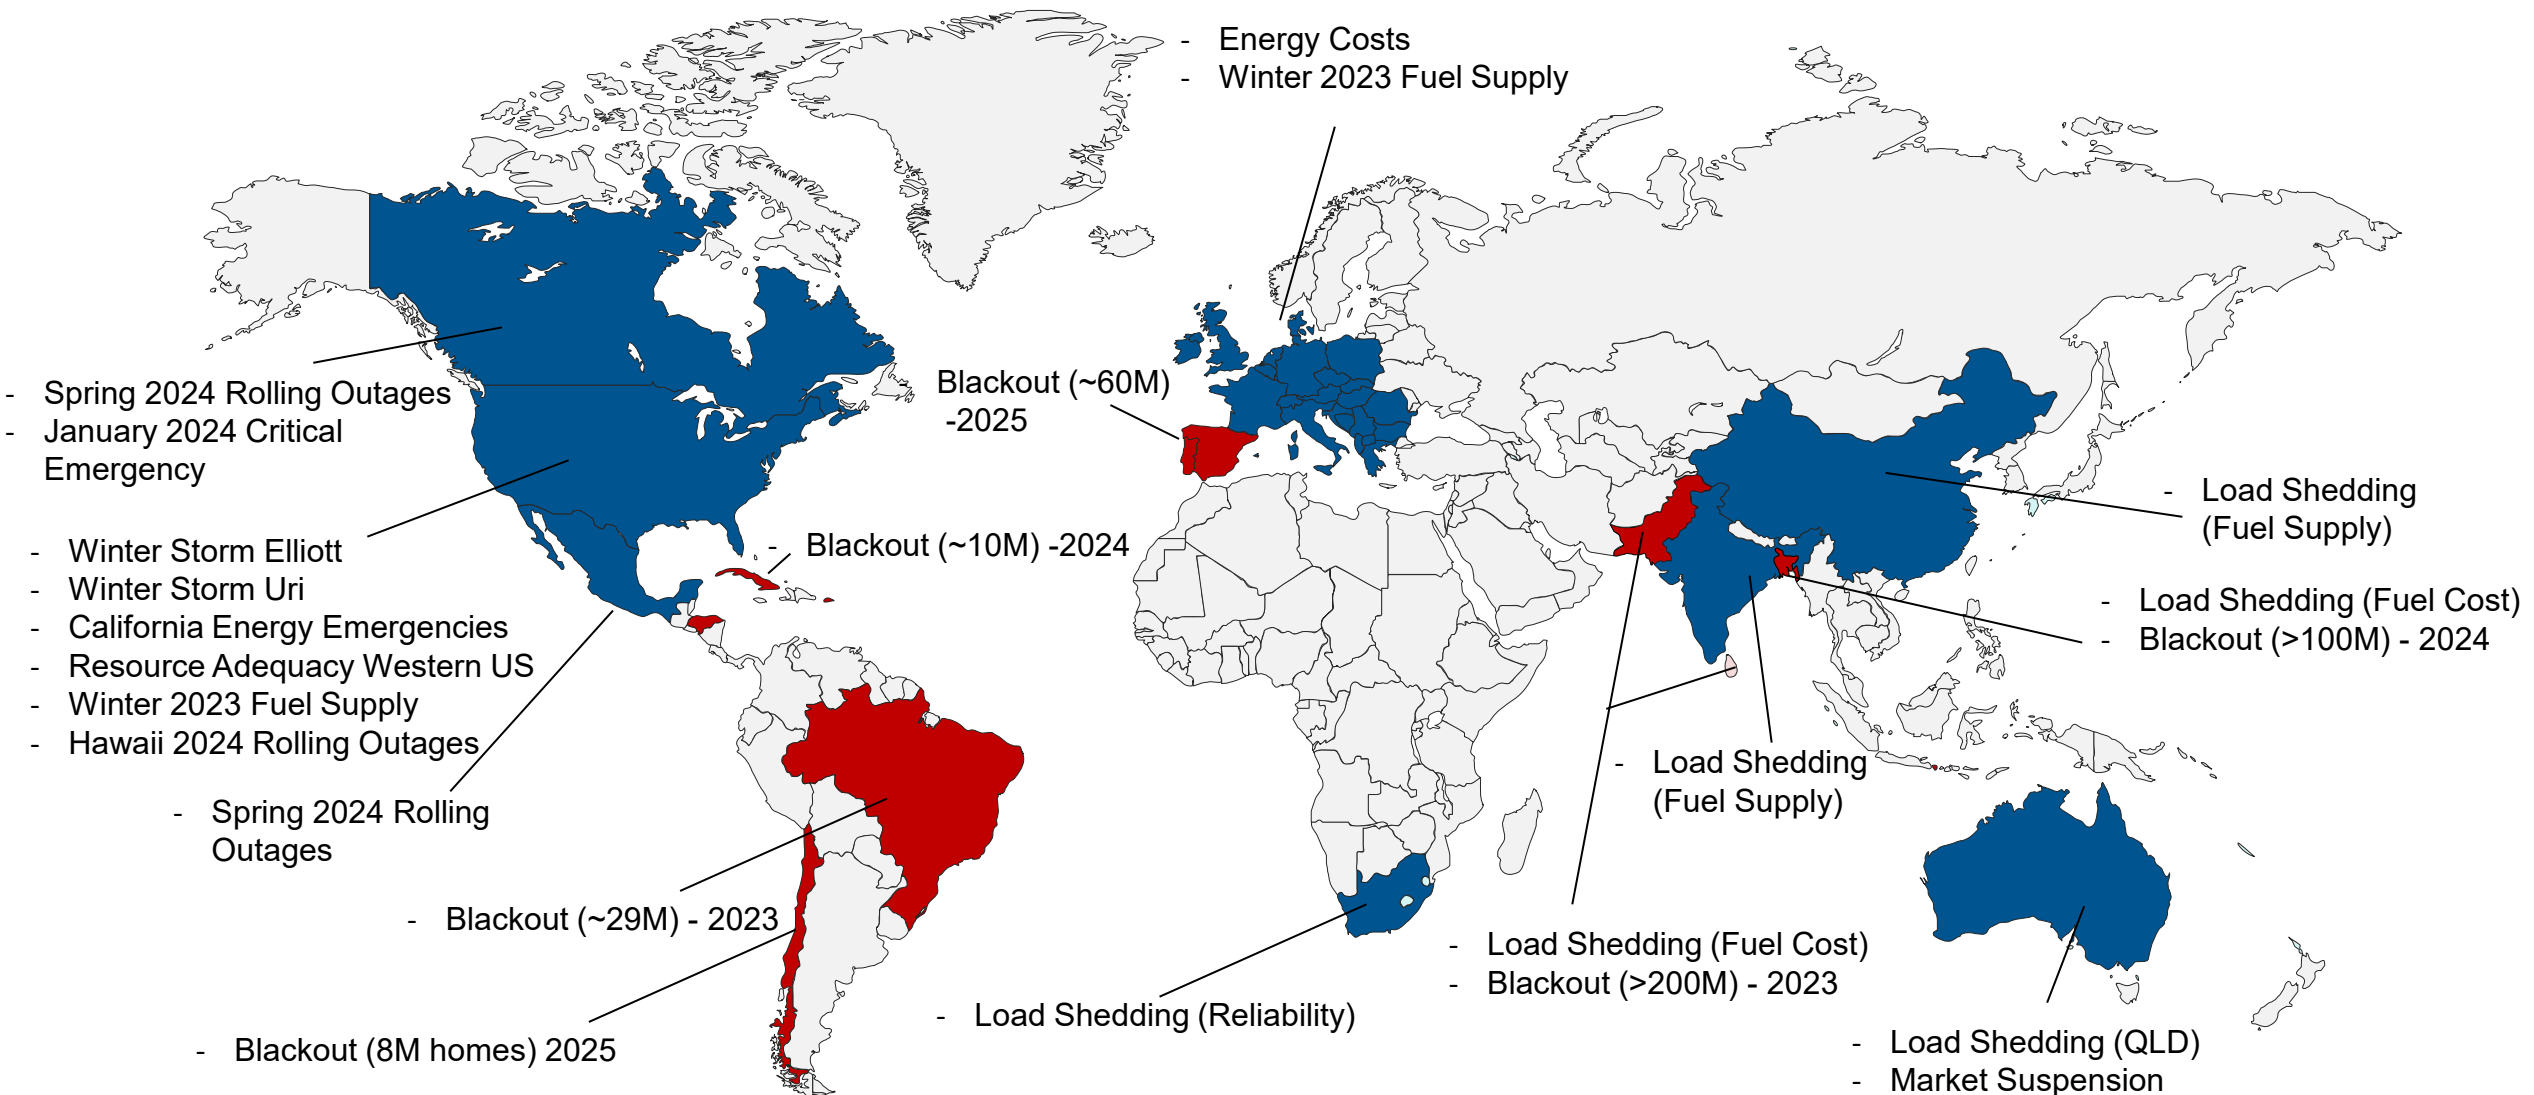 - Energy Costs
- Winter 2023 Fuel Supply
- Spring 2024 Rolling Outages
- January 2024 Critical
Emergency
Blackout (~60M)
-2025
- Winter Storm Elliott
- Winter Storm Uri
- California Energy Emergencies
- Resource Adequacy Western US
- Winter 2023 Fuel Supply
- Hawaii 2024 Rolling Outages
- Blackout (~10M) -2024
- Load Shedding
(Fuel Supply)
- Load Shedding (Fuel Cost)
- Blackout (>100M) - 2024
- Load Shedding
(Fuel Supply)
- Spring 2024 Rolling
Outages
- Blackout (~29M) - 2023
- Blackout (8M homes) 2025
- Load Shedding (Reliability)
- Load Shedding (Fuel Cost)
- Blackout (>200M) - 2023
- Load Shedding (QLD)
- Market Suspension